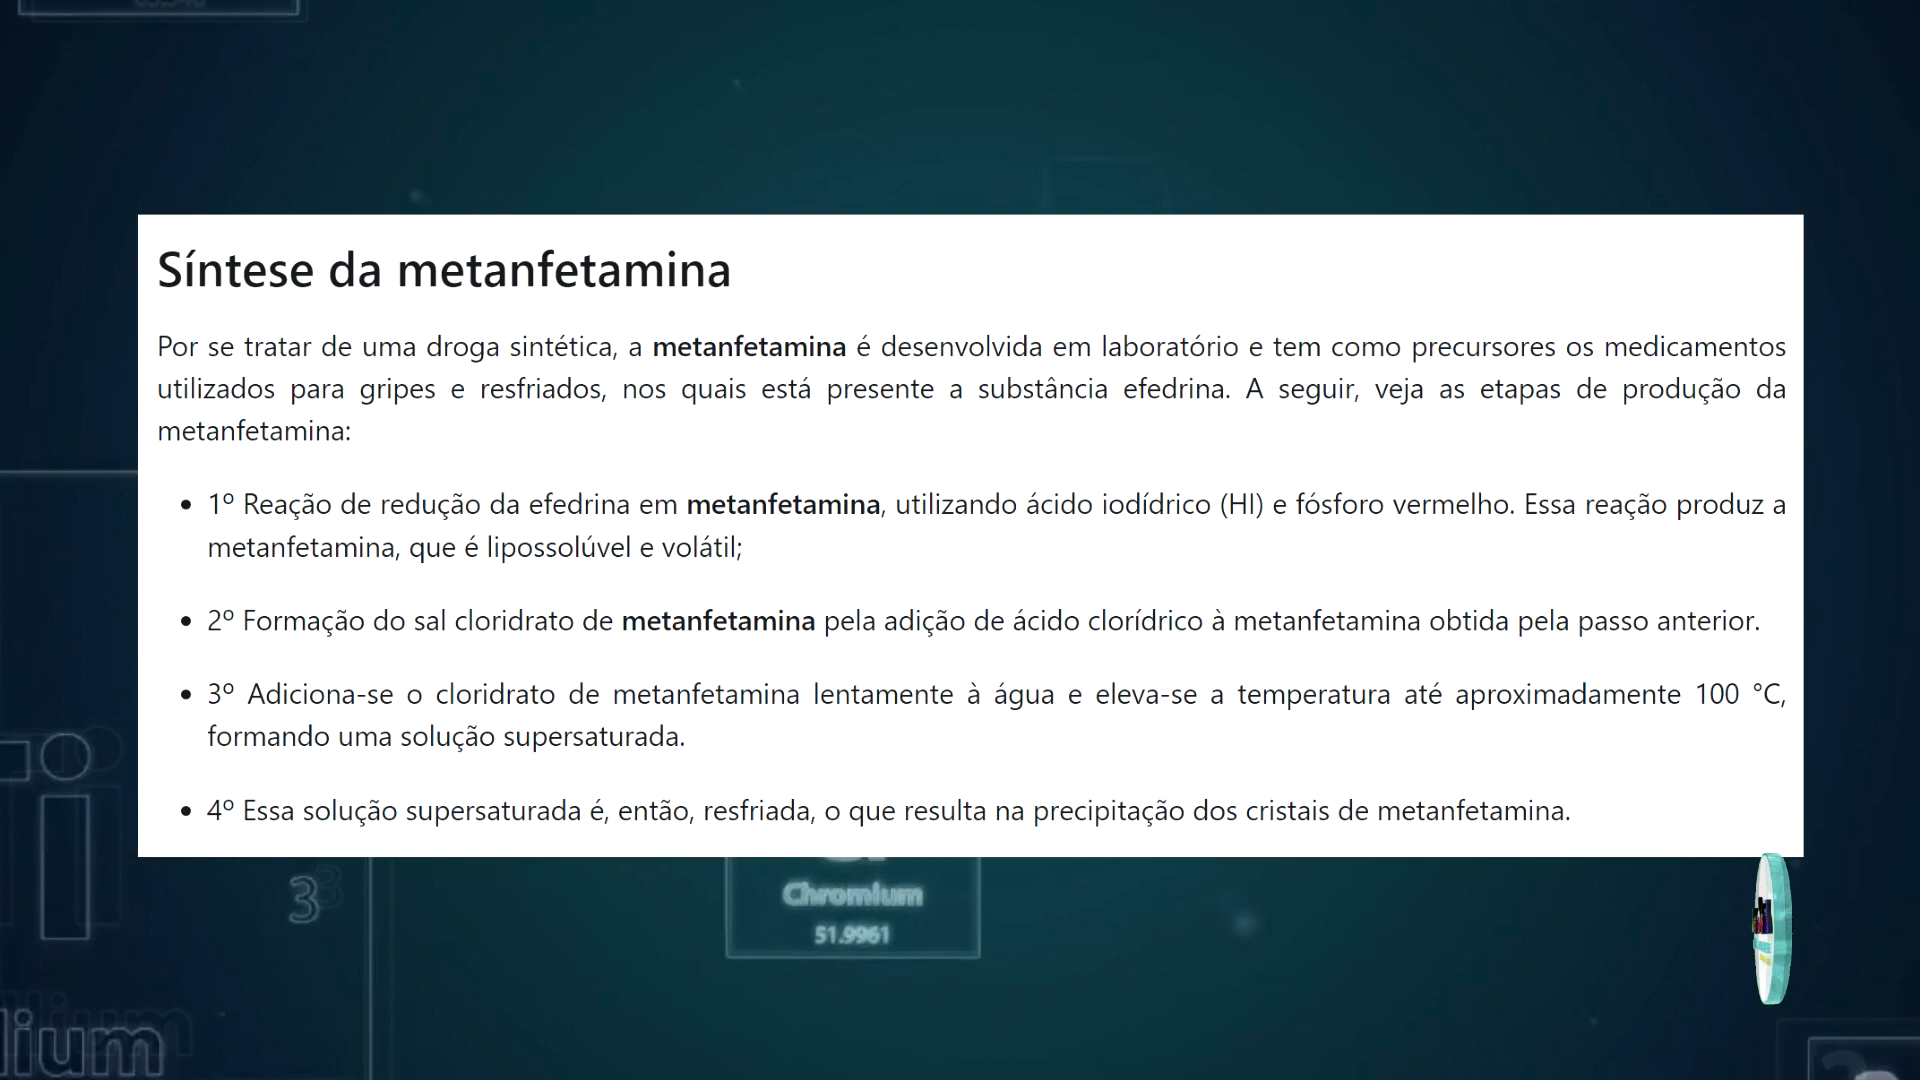 Síntese da metanfetamina
Por se tratar de uma droga sintética, a metanfetamina é desenvolvida em laboratório e tem como precursores os medicamentos
utilizados para gripes e resfriados, nos quais está presente a substância efedrina. A seguir, veja as etapas de produção da
metanfetamina:
• 1º Reação de redução da efedrina em metanfetamina, utilizando ácido iodídrico (HI) e fósforo vermelho. Essa reação produz a
metanfetamina, que é lipossolúvel e volátil;
• 2º Formação do sal cloridrato de metanfetamina pela adição de ácido clorídrico à metanfetamina obtida pela passo anterior.
• 3º Adiciona-se o cloridrato de metanfetamina lentamente à água e eleva-se a temperatura até aproximadamente 100 °C,
formando uma solução supersaturada.
• 4º Essa solução supersaturada é, então, resfriada, o que resulta na precipitação dos cristais de metanfetamina.
3
Chromium
51.9961